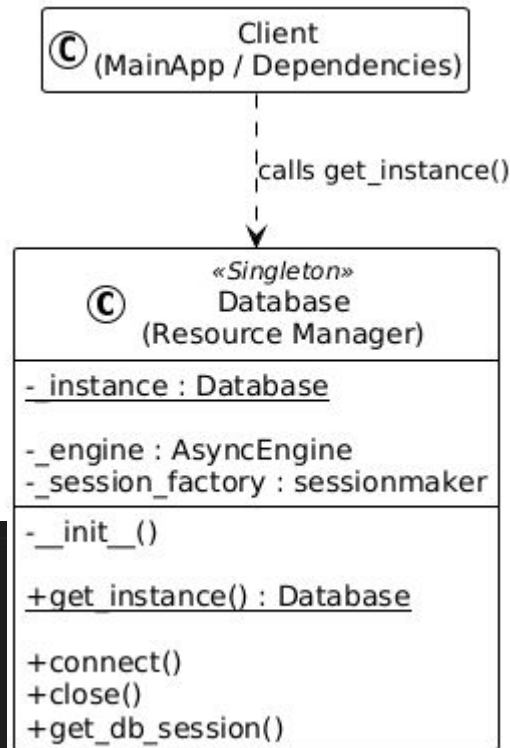 C
Client
(MainApp / Dependencies)
calls get_instance()
«Singleton»
C
Database
(Resource Manager)
-_instance : Database
-_engine : AsyncEngine
-_session_factory : sessionmaker
-__init__()
+get_instance() : Database
+connect()
+close()
+get_db_session()